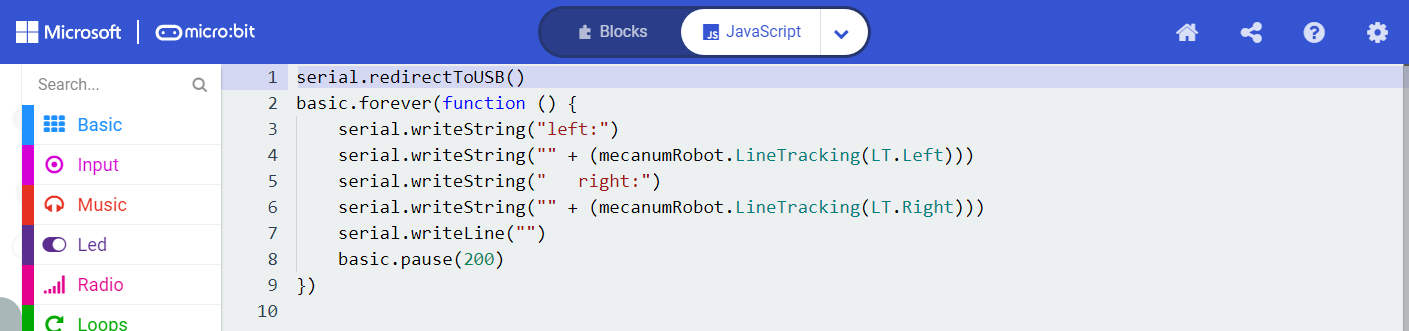 Microsoft micro:bit Blocks JS JavaScript
Search...
Basic
Input
Music
Led
Radio
Loops
1 serial.redirectToUSB()
2 basic.forever(function () {
3     serial.writeString("left:")
4     serial.writeString("" + (mecanumRobot.LineTracking(LT.Left)))
5     serial.writeString("   right:")
6     serial.writeString("" + (mecanumRobot.LineTracking(LT.Right)))
7     serial.writeLine("")
8     basic.pause(200)
9 })
10